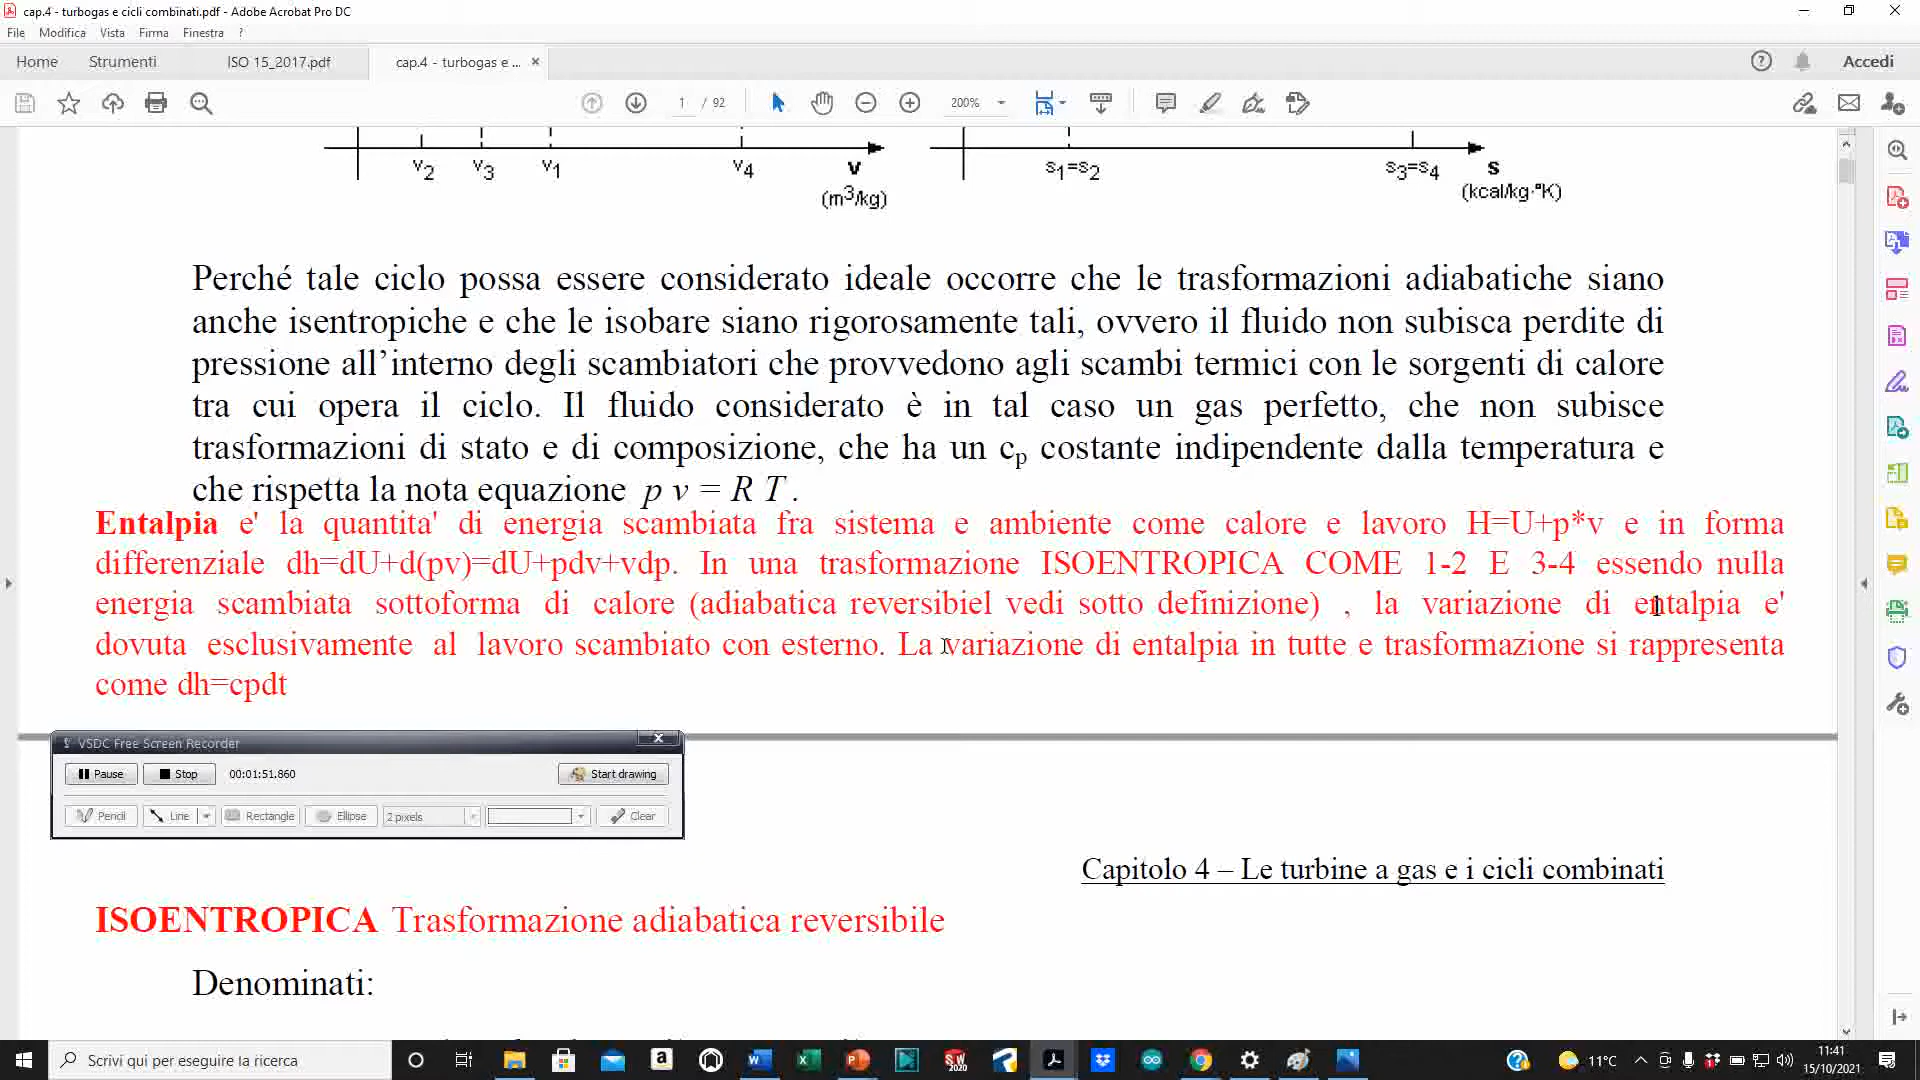 cap.4 - turbogas e cicli combinati.pdf - Adobe Acrobat Pro DC
File Modifica Vista Firma Finestra ?
Home Strumenti ISO 15_2017.pdf cap.4 - turbogas e ... × Accedi
1 / 92 200%
v2 v3 v1 v4 v s1=s2 s3=s4 s
(m3/kg) (kcal/kg·°K)
Perché tale ciclo possa essere considerato ideale occorre che le trasformazioni adiabatiche siano
anche isentropiche e che le isobare siano rigorosamente tali, ovvero il fluido non subisca perdite di
pressione all’interno degli scambiatori che provvedono agli scambi termici con le sorgenti di calore
tra cui opera il ciclo. Il fluido considerato è in tal caso un gas perfetto, che non subisce
trasformazioni di stato e di composizione, che ha un cp costante indipendente dalla temperatura e
che rispetta la nota equazione p v = R T .
Entalpia e' la quantita' di energia scambiata fra sistema e ambiente come calore e lavoro H=U+p*v e in forma
differenziale dh=dU+d(pv)=dU+pdv+vdp. In una trasformazione ISOENTROPICA COME 1-2 E 3-4 essendo nulla
energia scambiata sottoforma di calore (adiabatica reversibiel vedi sotto definizione) , la variazione di entalpia e'
dovuta esclusivamente al lavoro scambiato con esterno. La variazione di entalpia in tutte e trasformazione si rappresenta
come dh=cpdt
VSDC Free Screen Recorder
Pause Stop 00:01:51.860 Start drawing
Pencil Line Rectangle Ellipse 2 pixels Clear
Capitolo 4 – Le turbine a gas e i cicli combinati
ISOENTROPICA Trasformazione adiabatica reversibile
Denominati:
Scrivi qui per eseguire la ricerca
11°C
11:41
15/10/2021